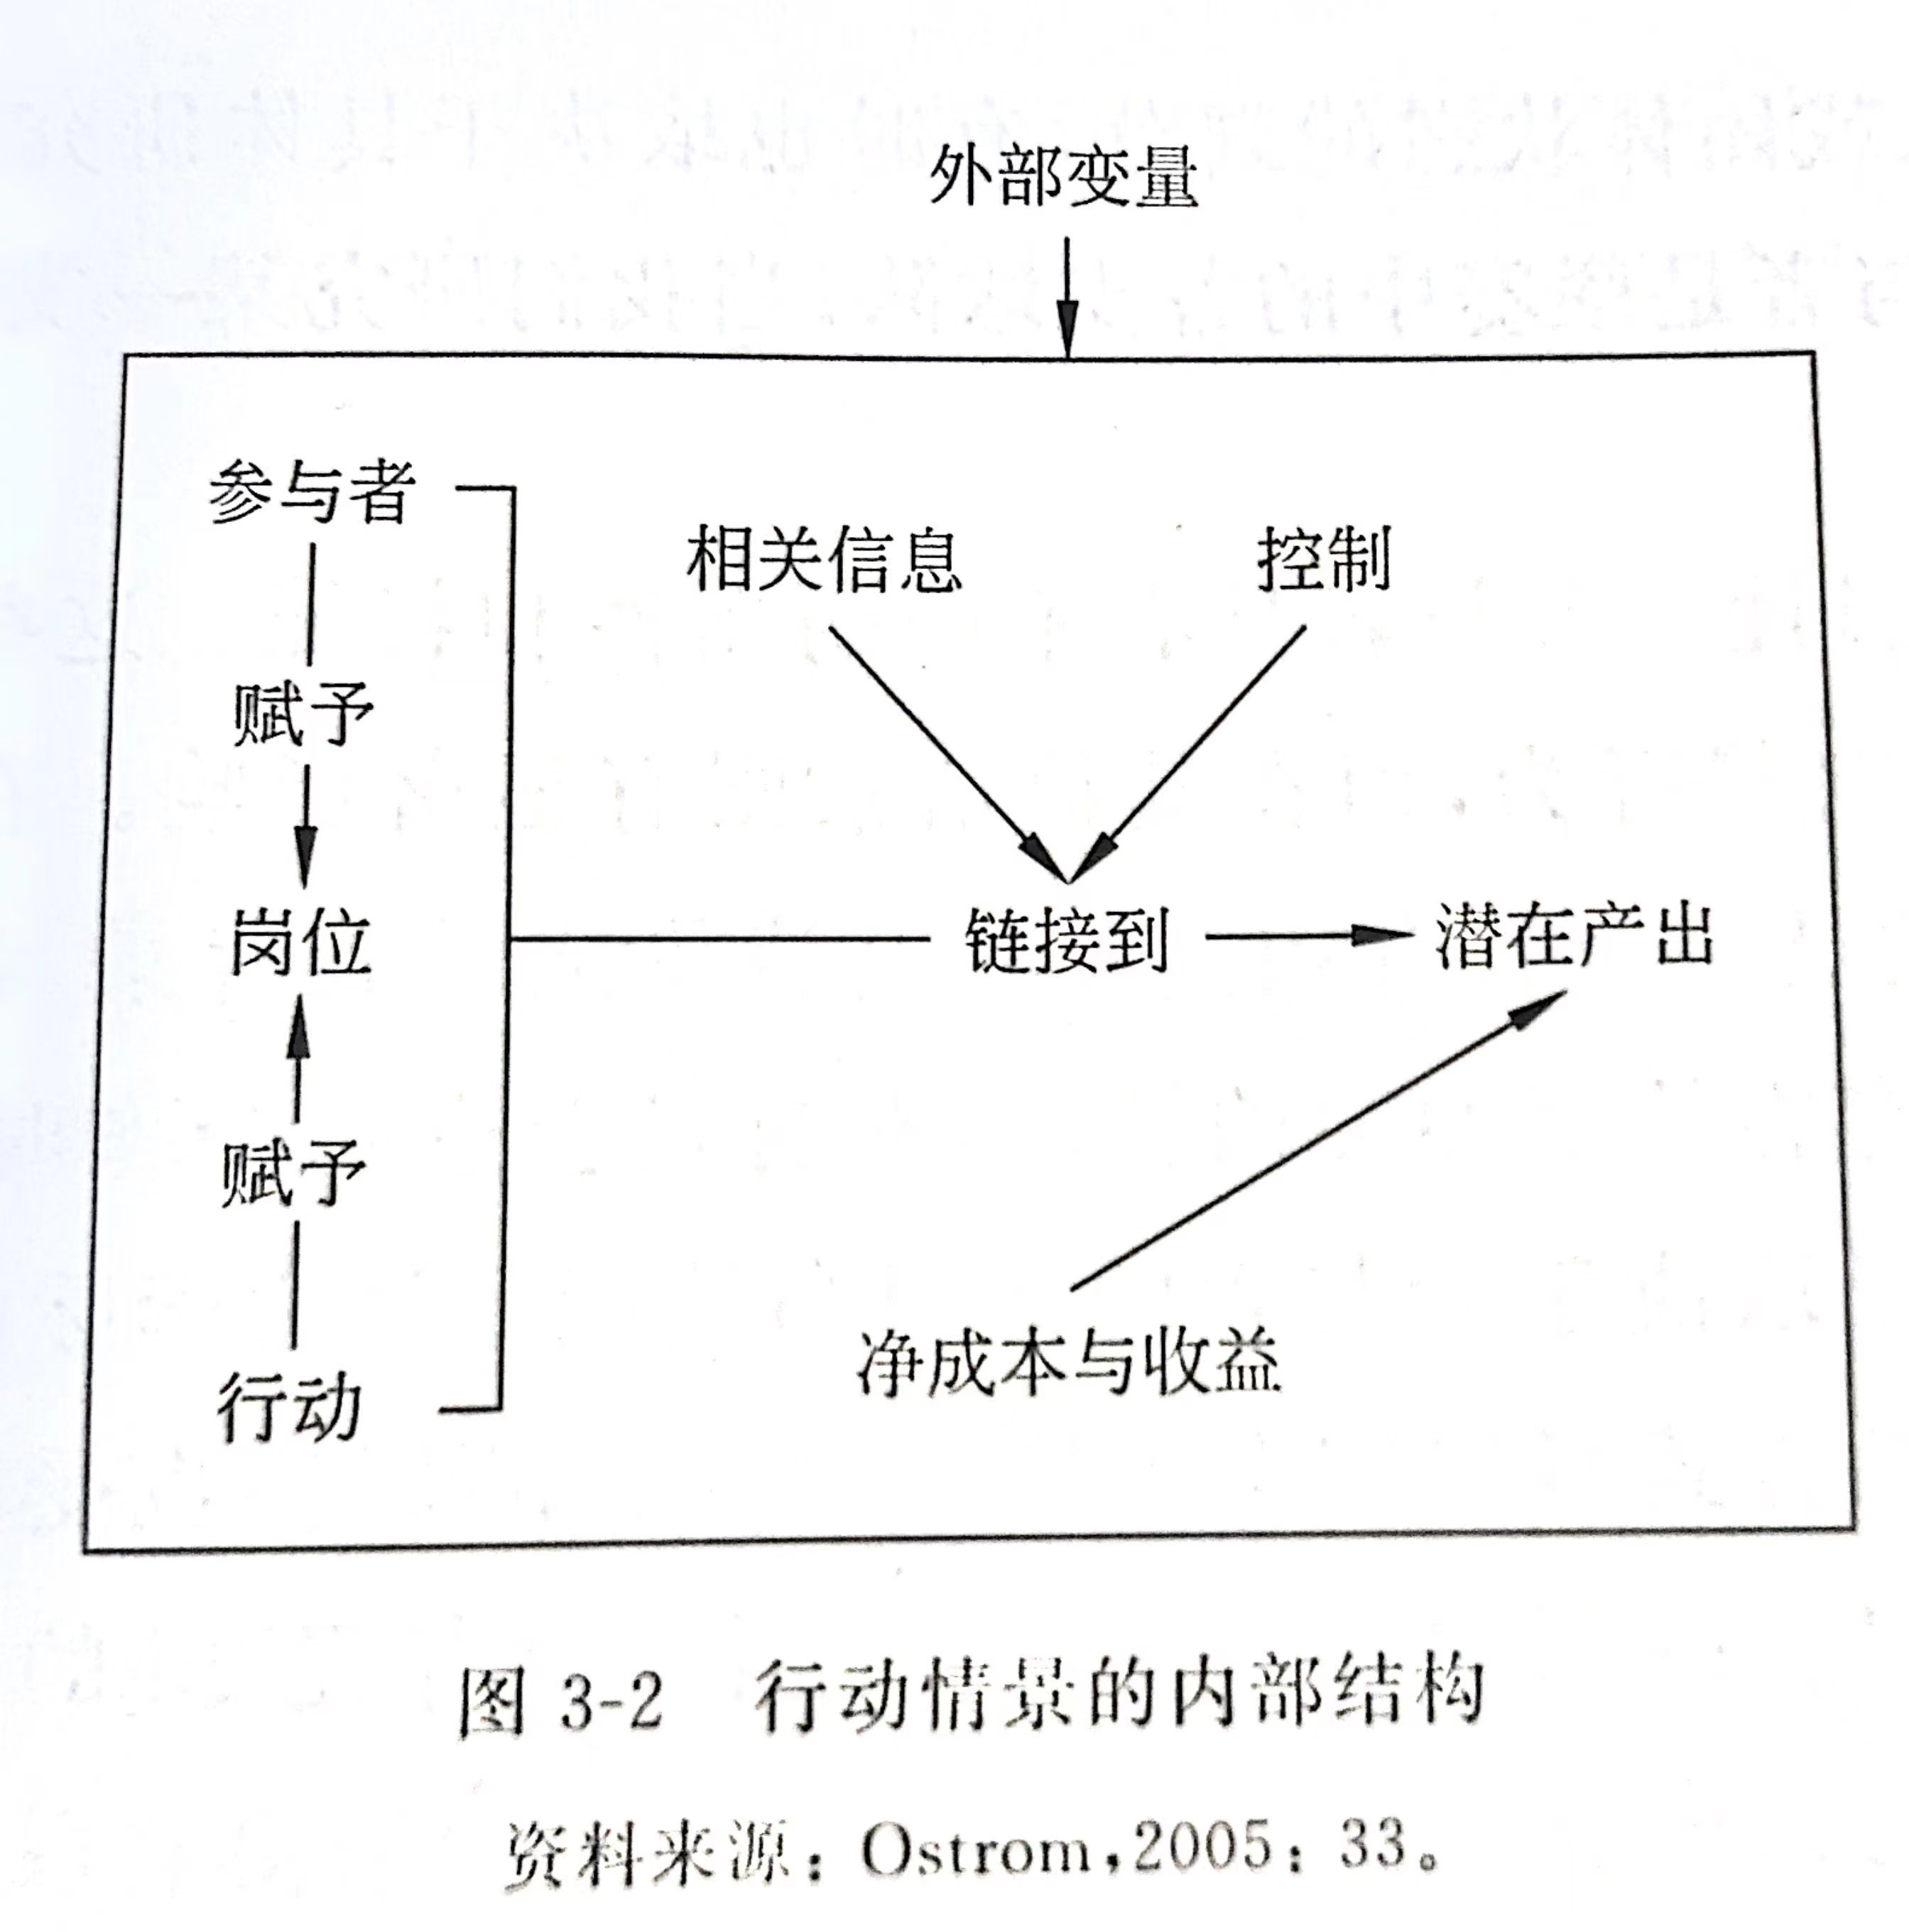 外部变量
参与者
相关信息 控制
赋予
岗位 链接到 潜在产出
赋予
净成本与收益
行动
图 3-2 行动情景的内部结构
资料来源：Ostrom,2005：33。